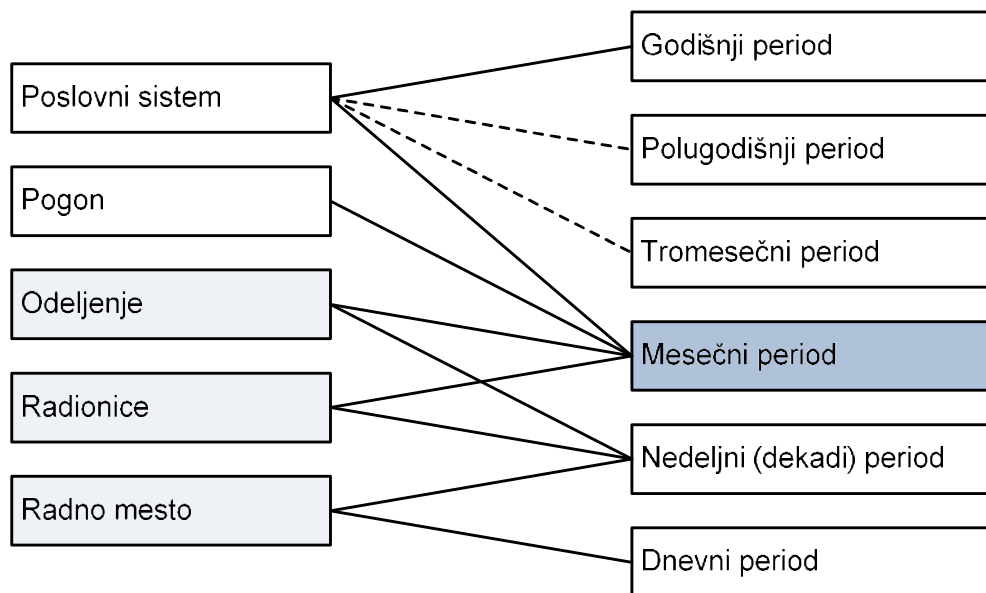 Poslovni sistem
Pogon
Odeljenje
Radionice
Radno mesto
Godišnji period
Polugodišnji period
Tromesečni period
Mesečni period
Nedeljni (dekadi) period
Dnevni period